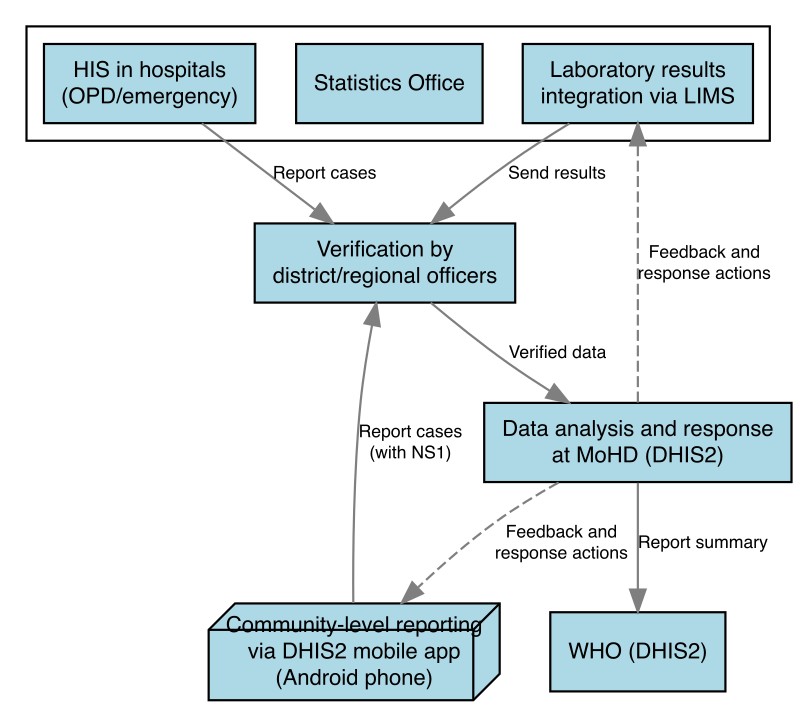 HIS in hospitals
(OPD/emergency)
Statistics Office
Laboratory results
integration via LIMS
Report cases
Send results
Verification by
district/regional officers
Feedback and
response actions
Verified data
Report cases
(with NS1)
Data analysis and response
at MoHD (DHIS2)
Feedback and
response actions
Report summary
Community-level reporting
via DHIS2 mobile app
(Android phone)
WHO (DHIS2)